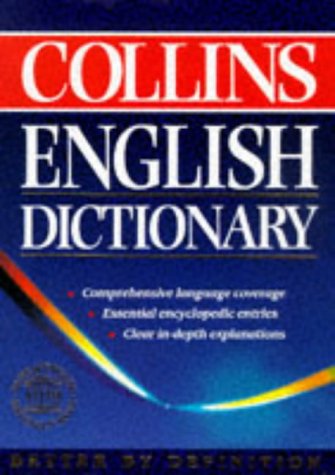 COLLINS
ENGLISH
DICTIONARY
Comprehensive language coverage
Essential encyclopedic entries
Clear in-depth explanations
BETTER BY DEFINITION